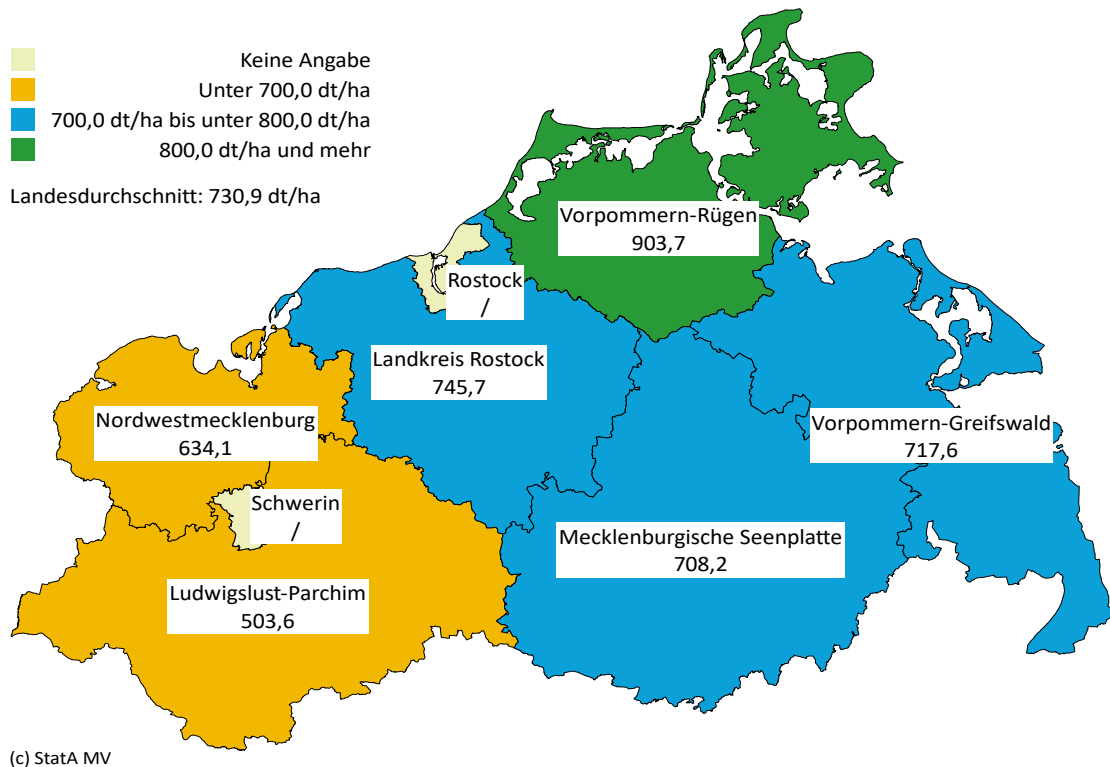 Keine Angabe
Unter 700,0 dt/ha
700,0 dt/ha bis unter 800,0 dt/ha
800,0 dt/ha und mehr
Landesdurchschnitt: 730,9 dt/ha
Vorpommern-Rügen
903,7
Rostock
/
Landkreis Rostock
745,7
Nordwestmecklenburg
634,1
Vorpommern-Greifswald
717,6
Schwerin
/
Mecklenburgische Seenplatte
708,2
Ludwigslust-Parchim
503,6
(c) StatA MV